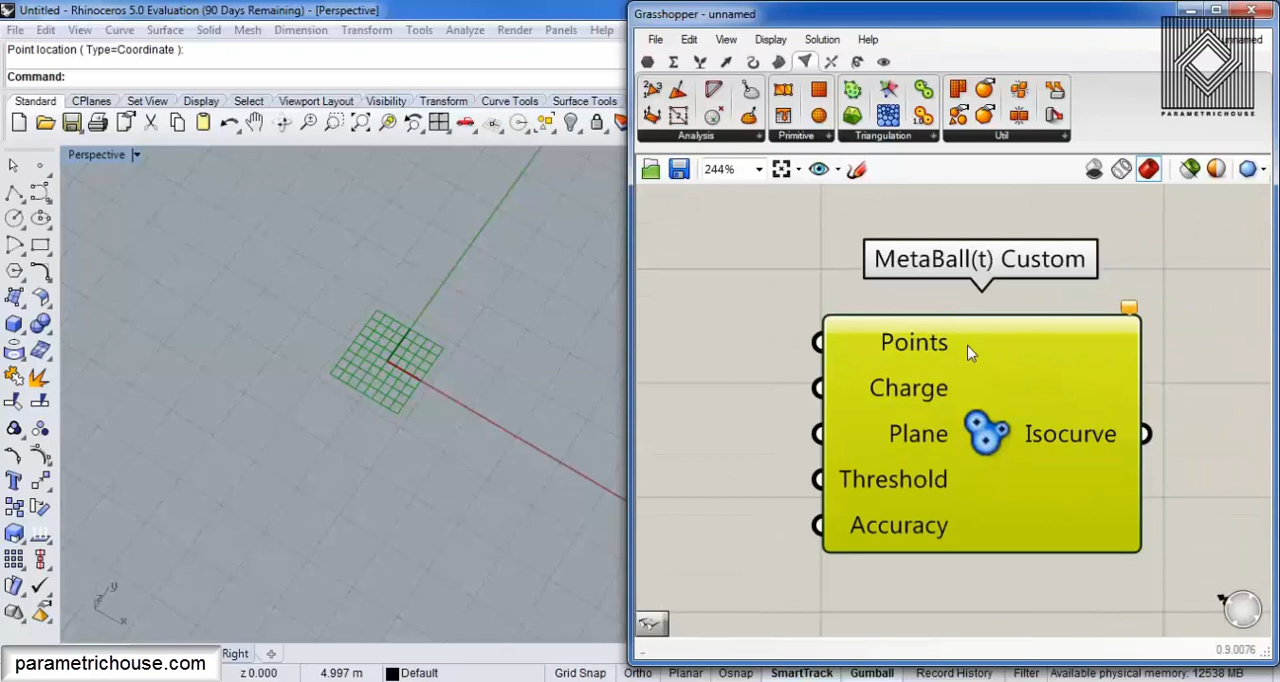 Untitled - Rhinoceros 5.0 Evaluation (90 Days Remaining) - [Perspective]
File Edit View Curve Surface Solid Mesh Dimension Transform Tools Analyze Render Panels Help
Point location ( Type=Coordinate ):
Command:
Standard CPlanes Set View Display Select Viewport Layout Visibility Transform Curve Tools Surface Tools
Perspective
y
z
x
Right
z 0.000 4.997 m Default Grid Snap Ortho Planar Osnap SmartTrack Gumball Record History Filter Available physical memory: 12538 MB
parametrichouse.com
Grasshopper - unnamed
File Edit View Display Solution Help
unnamed
PARAMETRICHOUSE
Analysis Primitive Triangulation Util
244%
MetaBall(t) Custom
Points
Charge
Plane Isocurve
Threshold
Accuracy
0.9.0076